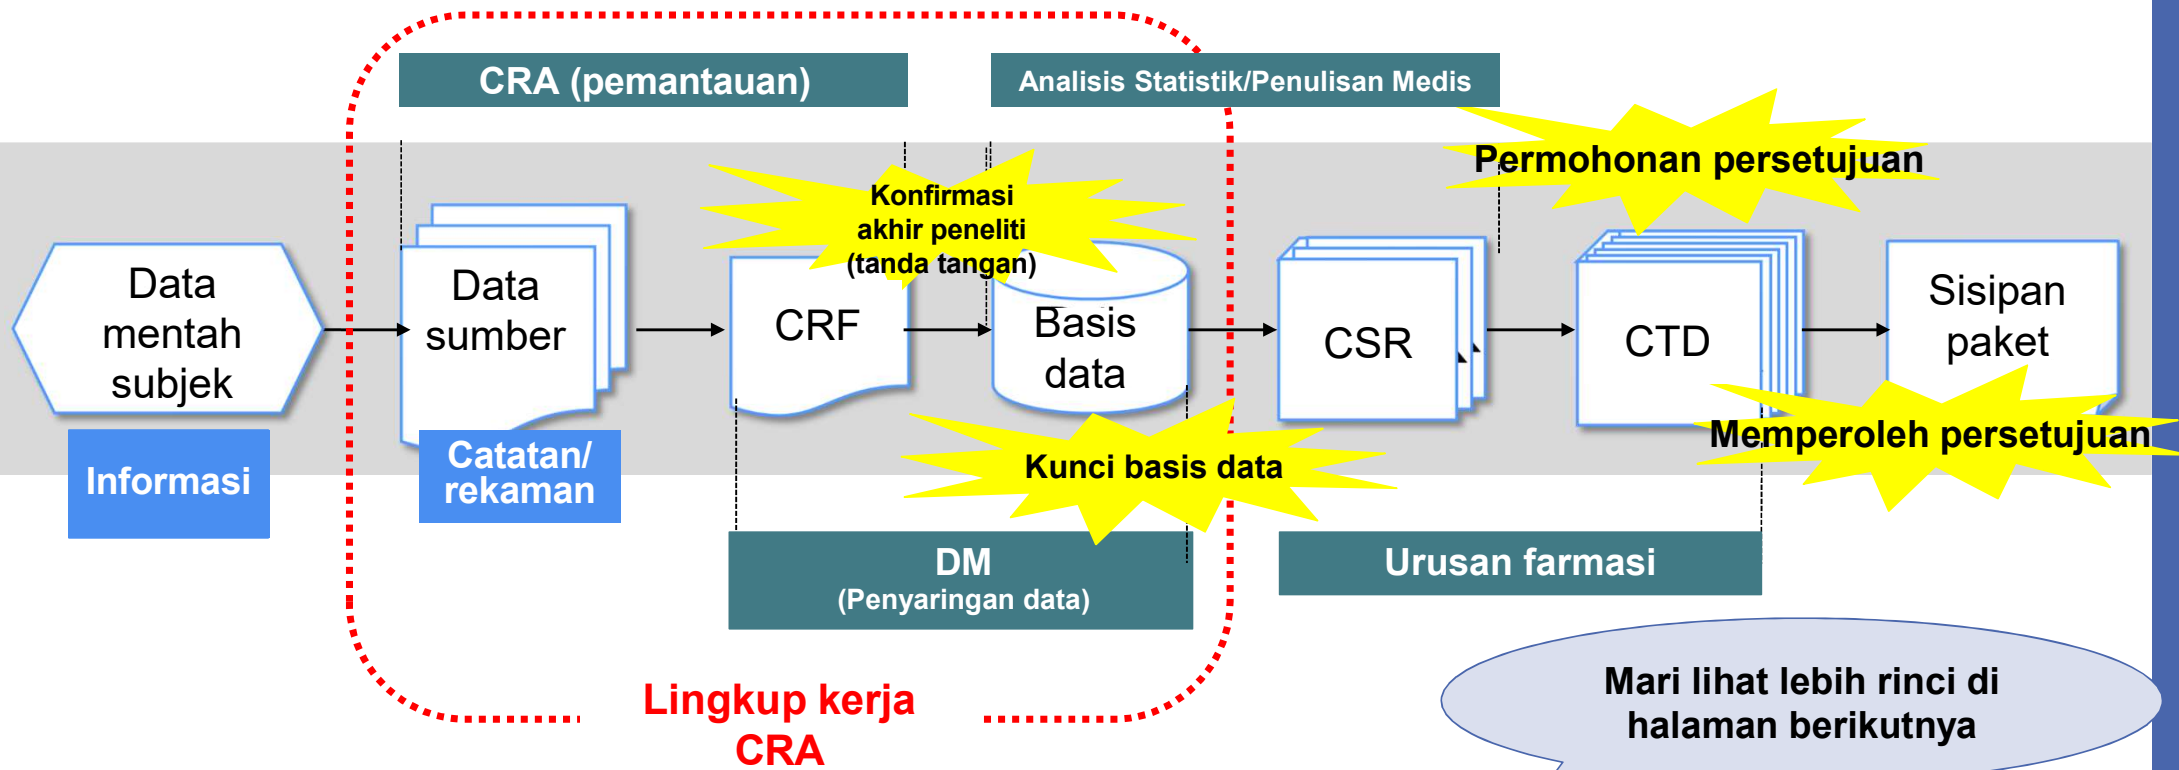 CRA (pemantauan)
Analisis Statistik/Penulisan Medis
Permohonan persetujuan
Konfirmasi
akhir peneliti
(tanda tangan)
Data
mentah
subjek
Data
sumber
CRF
Basis
data
CSR
CTD
Sisipan
paket
Memperoleh persetujuan
Informasi
Catatan/
rekaman
Kunci basis data
DM
(Penyaringan data)
Urusan farmasi
Lingkup kerja
CRA
Mari lihat lebih rinci di
halaman berikutnya